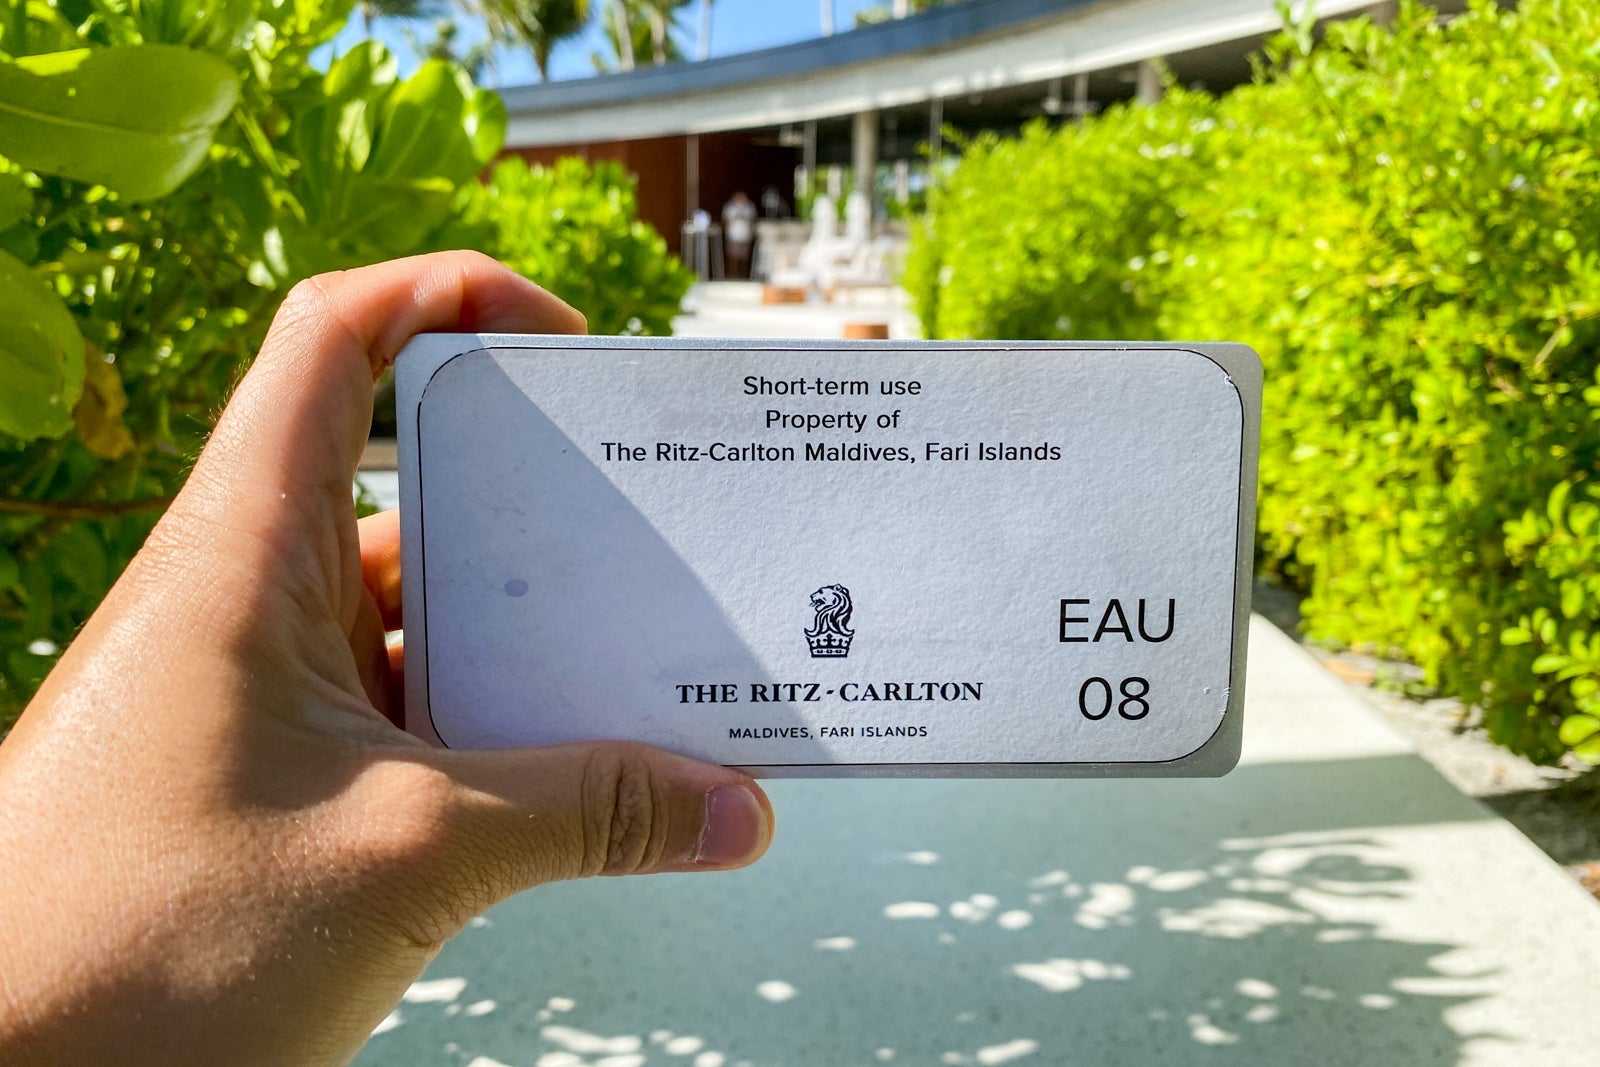 Short-term use
Property of
The Ritz-Carlton Maldives, Fari Islands
EAU
08
THE RITZ-CARLTON
MALDIVES, FARI ISLANDS